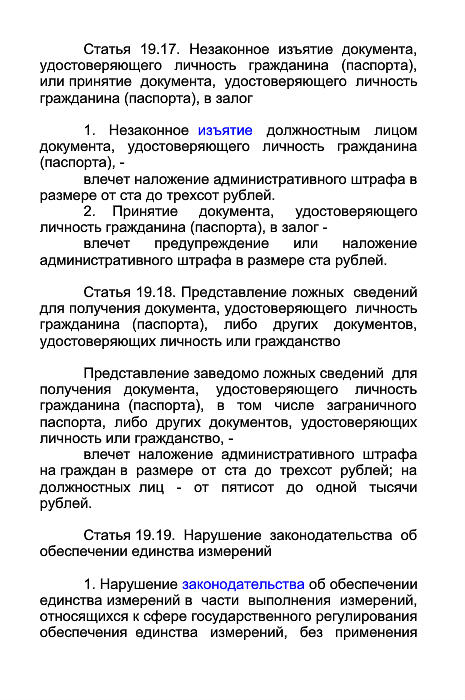 Статья 19.17. Незаконное изъятие документа,
удостоверяющего личность гражданина (паспорта),
или принятие документа, удостоверяющего личность
гражданина (паспорта), в залог
1. Незаконное изъятие должностным лицом
документа, удостоверяющего личность гражданина
(паспорта), -
влечет наложение административного штрафа в
размере от ста до трехсот рублей.
2. Принятие документа, удостоверяющего
личность гражданина (паспорта), в залог -
влечет предупреждение или наложение
административного штрафа в размере ста рублей.
Статья 19.18. Представление ложных сведений
для получения документа, удостоверяющего личность
гражданина (паспорта), либо других документов,
удостоверяющих личность или гражданство
Представление заведомо ложных сведений для
получения документа, удостоверяющего личность
гражданина (паспорта), в том числе заграничного
паспорта, либо других документов, удостоверяющих
личность или гражданство, -
влечет наложение административного штрафа
на граждан в размере от ста до трехсот рублей; на
должностных лиц - от пятисот до одной тысячи
рублей.
Статья 19.19. Нарушение законодательства об
обеспечении единства измерений
1. Нарушение законодательства об обеспечении
единства измерений в части выполнения измерений,
относящихся к сфере государственного регулирования
обеспечения единства измерений, без применения